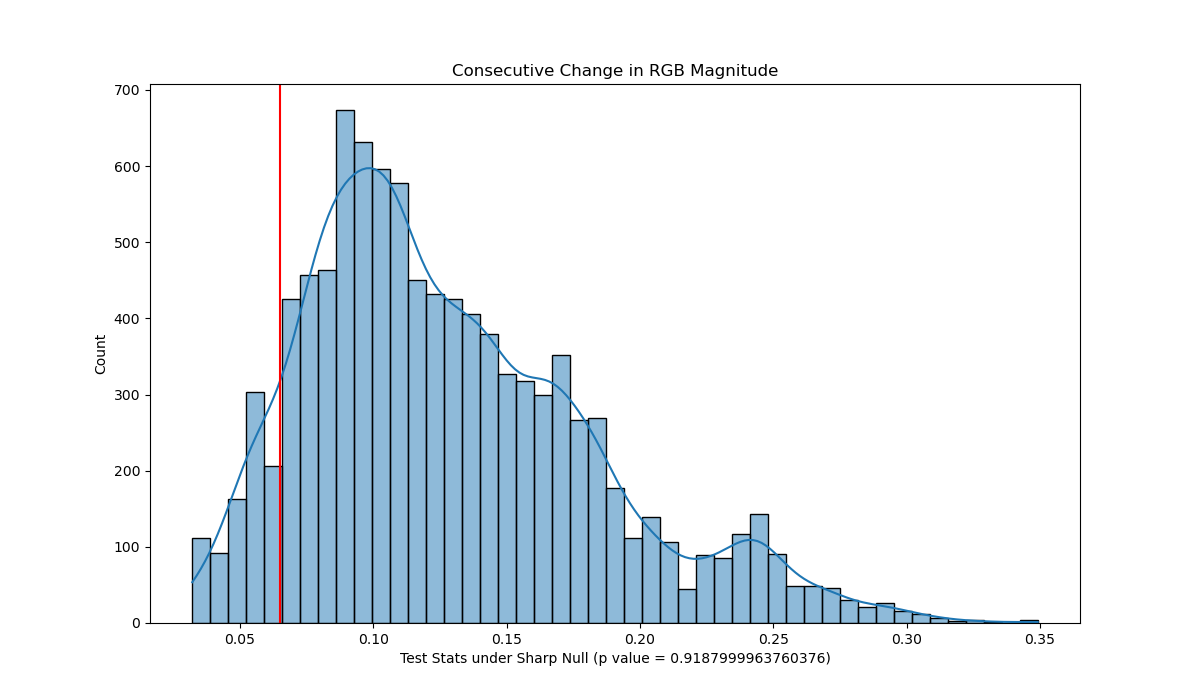 Consecutive Change in RGB Magnitude
700
600
500
400
300
200
100
0
Count
0.05 0.10 0.15 0.20 0.25 0.30 0.35
Test Stats under Sharp Null (p value = 0.9187999963760376)